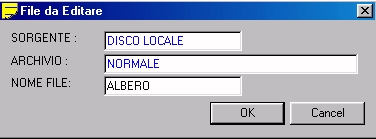 File da Editare
SORGENTE : DISCO LOCALE
ARCHIVIO : NORMALE
NOME FILE: ALBERO
OK Cancel